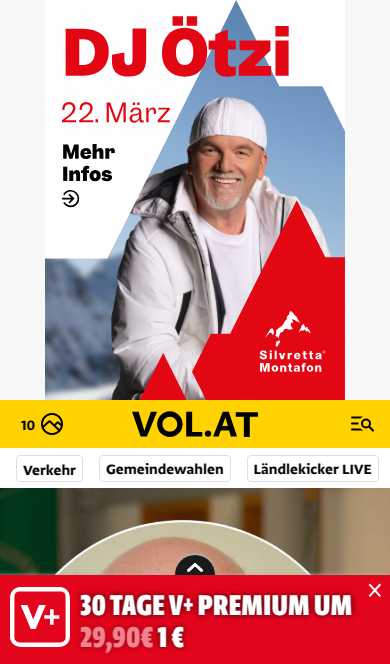 DJ Ötzi
22. März
Mehr
Infos
Silvretta
Montafon
10
VOL.AT
Verkehr
Gemeindewahlen
Ländlekicker LIVE
V+
30 TAGE V+ PREMIUM UM
29,90€ 1 €